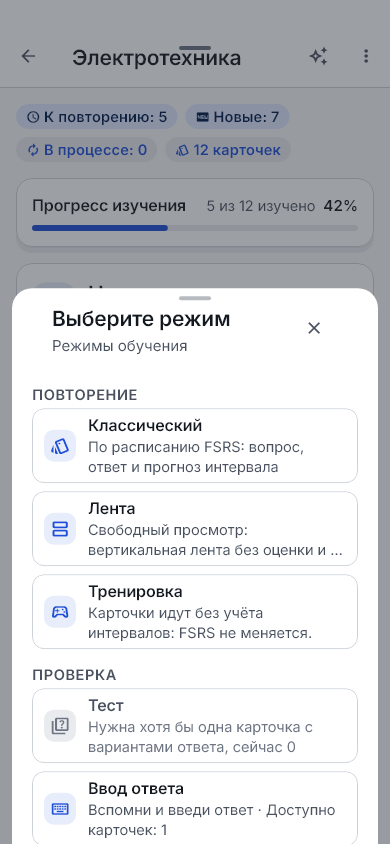 Электротехника
К повторению: 5
Новые: 7
В процессе: 0
12 карточек
Прогресс изучения 5 из 12 изучено 42%
Выберите режим
Режимы обучения
ПОВТОРЕНИЕ
Классический
По расписанию FSRS: вопрос,
ответ и прогноз интервала
Лента
Свободный просмотр:
вертикальная лента без оценки и ...
Тренировка
Карточки идут без учёта
интервалов: FSRS не меняется.
ПРОВЕРКА
Тест
Нужна хотя бы одна карточка с
вариантами ответа, сейчас 0
Ввод ответа
Вспомни и введи ответ · Доступно
карточек: 1